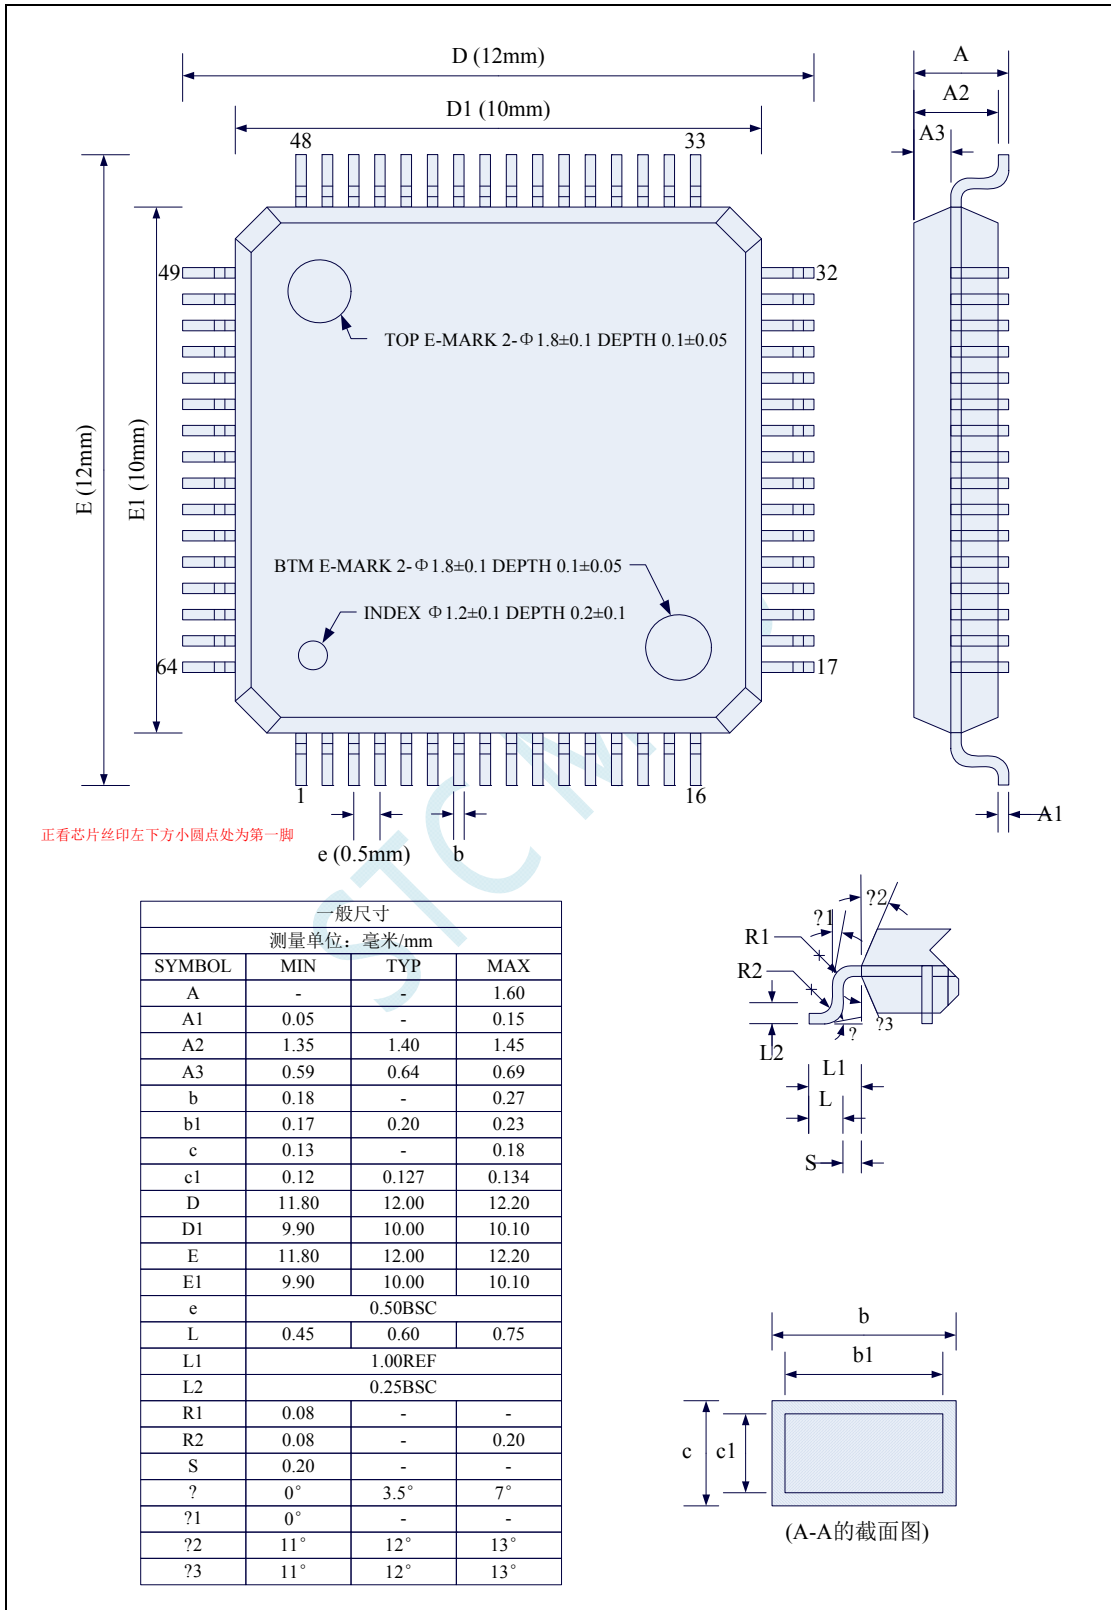 D (12mm)
D1 (10mm)
A
A2
A3
48
33
49
32
TOP E-MARK 2-Φ1.8±0.1 DEPTH 0.1±0.05
E (12mm)
E1 (10mm)
BTM E-MARK 2-Φ1.8±0.1 DEPTH 0.1±0.05
INDEX Φ1.2±0.1 DEPTH 0.2±0.1
64
17
1
16
A1
正看芯片丝印左下方小圆点处为第一脚
e (0.5mm)
b
一般尺寸
测量单位：毫米/mm
SYMBOL MIN TYP MAX
A - - 1.60
A1 0.05 - 0.15
A2 1.35 1.40 1.45
A3 0.59 0.64 0.69
b 0.18 - 0.27
b1 0.17 0.20 0.23
c 0.13 - 0.18
c1 0.12 0.127 0.134
D 11.80 12.00 12.20
D1 9.90 10.00 10.10
E 11.80 12.00 12.20
E1 9.90 10.00 10.10
e 0.50BSC
L 0.45 0.60 0.75
L1 1.00REF
L2 0.25BSC
R1 0.08 - -
R2 0.08 - 0.20
S 0.20 - -
? 0° 3.5° 7°
?1 0° - -
?2 11° 12° 13°
?3 11° 12° 13°
?2
?1
R1
R2
?3
?
L2
L1
L
S
b
b1
c
c1
(A-A的截面图)